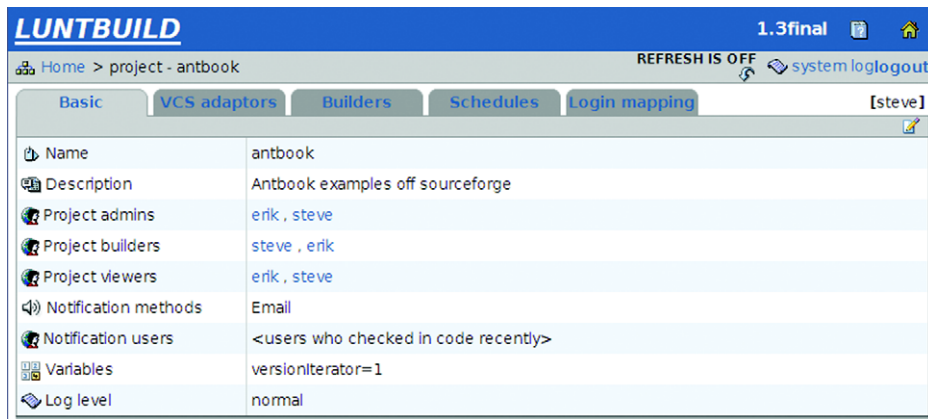 LUNTBUILD 1.3final
Home > project - antbook REFRESH IS OFF system log logout
Basic VCS adaptors Builders Schedules Login mapping [steve]
Name antbook
Description Antbook examples off sourceforge
Project admins erik , steve
Project builders steve , erik
Project viewers erik , steve
Notification methods Email
Notification users <users who checked in code recently>
Variables versionIterator=1
Log level normal